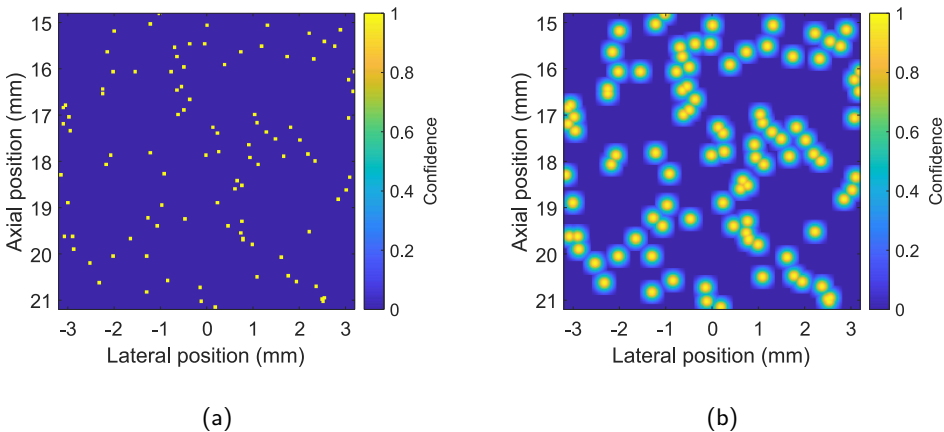 15
16
17
18
19
20
21
Axial position (mm)
-3 -2 -1 0 1 2 3
Lateral position (mm)
1
0.8
0.6
0.4
0.2
0
Confidence
(a)
15
16
17
18
19
20
21
Axial position (mm)
-3 -2 -1 0 1 2 3
Lateral position (mm)
1
0.8
0.6
0.4
0.2
0
Confidence
(b)